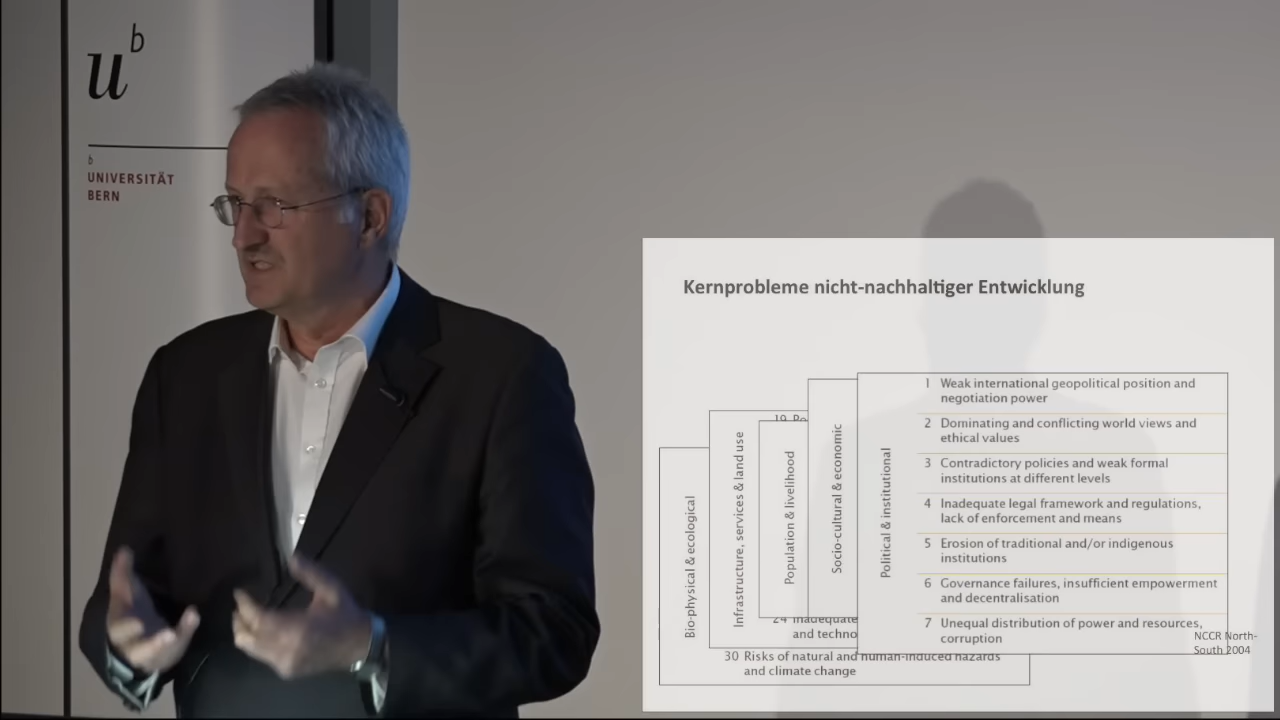 u b
b
UNIVERSITÄT
BERN
Kernprobleme nicht-nachhaltiger Entwicklung
Bio-physical & ecological
Infrastructure, services & land use
Population & livelihood
Socio-cultural & economic
Political & institutional
1 Weak international geopolitical position and
negotiation power
2 Dominating and conflicting world views and
ethical values
3 Contradictory policies and weak formal
institutions at different levels
4 Inadequate legal framework and regulations,
lack of enforcement and means
5 Erosion of traditional and/or indigenous
institutions
6 Governance failures, insufficient empowerment
and decentralisation
7 Unequal distribution of power and resources,
corruption
19
24 Inadequate
and techno
30 Risks of natural and human-induced hazards
and climate change
NCCR North-
South 2004